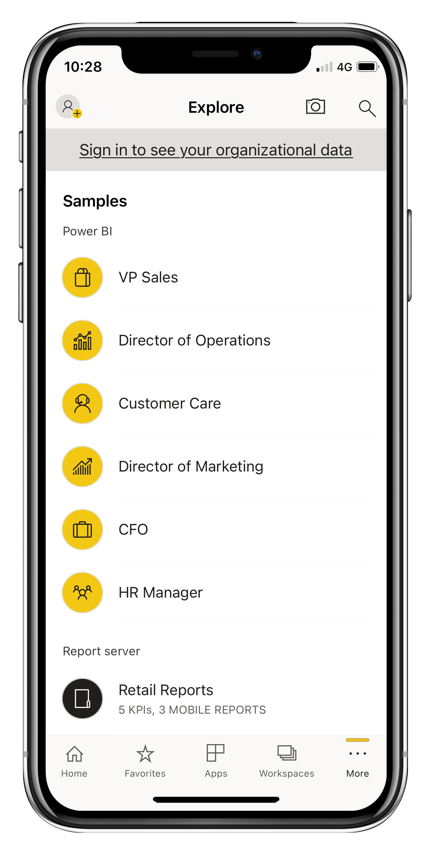 10:28
4G
Explore
Sign in to see your organizational data
Samples
Power BI
VP Sales
Director of Operations
Customer Care
Director of Marketing
CFO
HR Manager
Report server
Retail Reports
5 KPIs, 3 MOBILE REPORTS
Home Favorites Apps Workspaces More